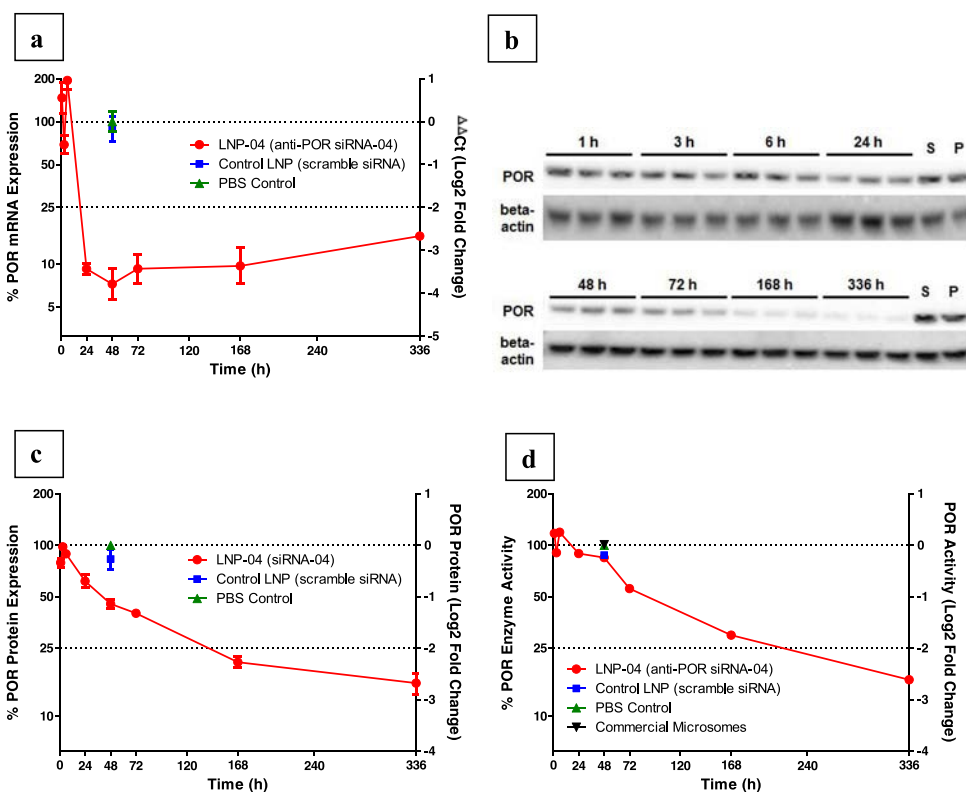 a
200
100
50
25
10
5
% POR mRNA Expression
LNP-04 (anti-POR siRNA-04)
Control LNP (scramble siRNA)
PBS Control
1
0
-1
-2
-3
-4
-5
ΔΔCt (Log2 Fold Change)
0 24 48 72 120 168 240 336
Time (h)
b
1 h 3 h 6 h 24 h S P
POR
beta-
actin
48 h 72 h 168 h 336 h S P
POR
beta-
actin
c
200
100
50
25
10
% POR Protein Expression
LNP-04 (siRNA-04)
Control LNP (scramble siRNA)
PBS Control
1
0
-1
-2
-3
-4
POR Protein (Log2 Fold Change)
0 24 48 72 120 168 240 336
Time (h)
d
200
100
50
25
10
% POR Enzyme Activity
LNP-04 (anti-POR siRNA-04)
Control LNP (scramble siRNA)
PBS Control
Commercial Microsomes
1
0
-1
-2
-3
-4
POR Activity (Log2 Fold Change)
0 24 48 72 120 168 240 336
Time (h)